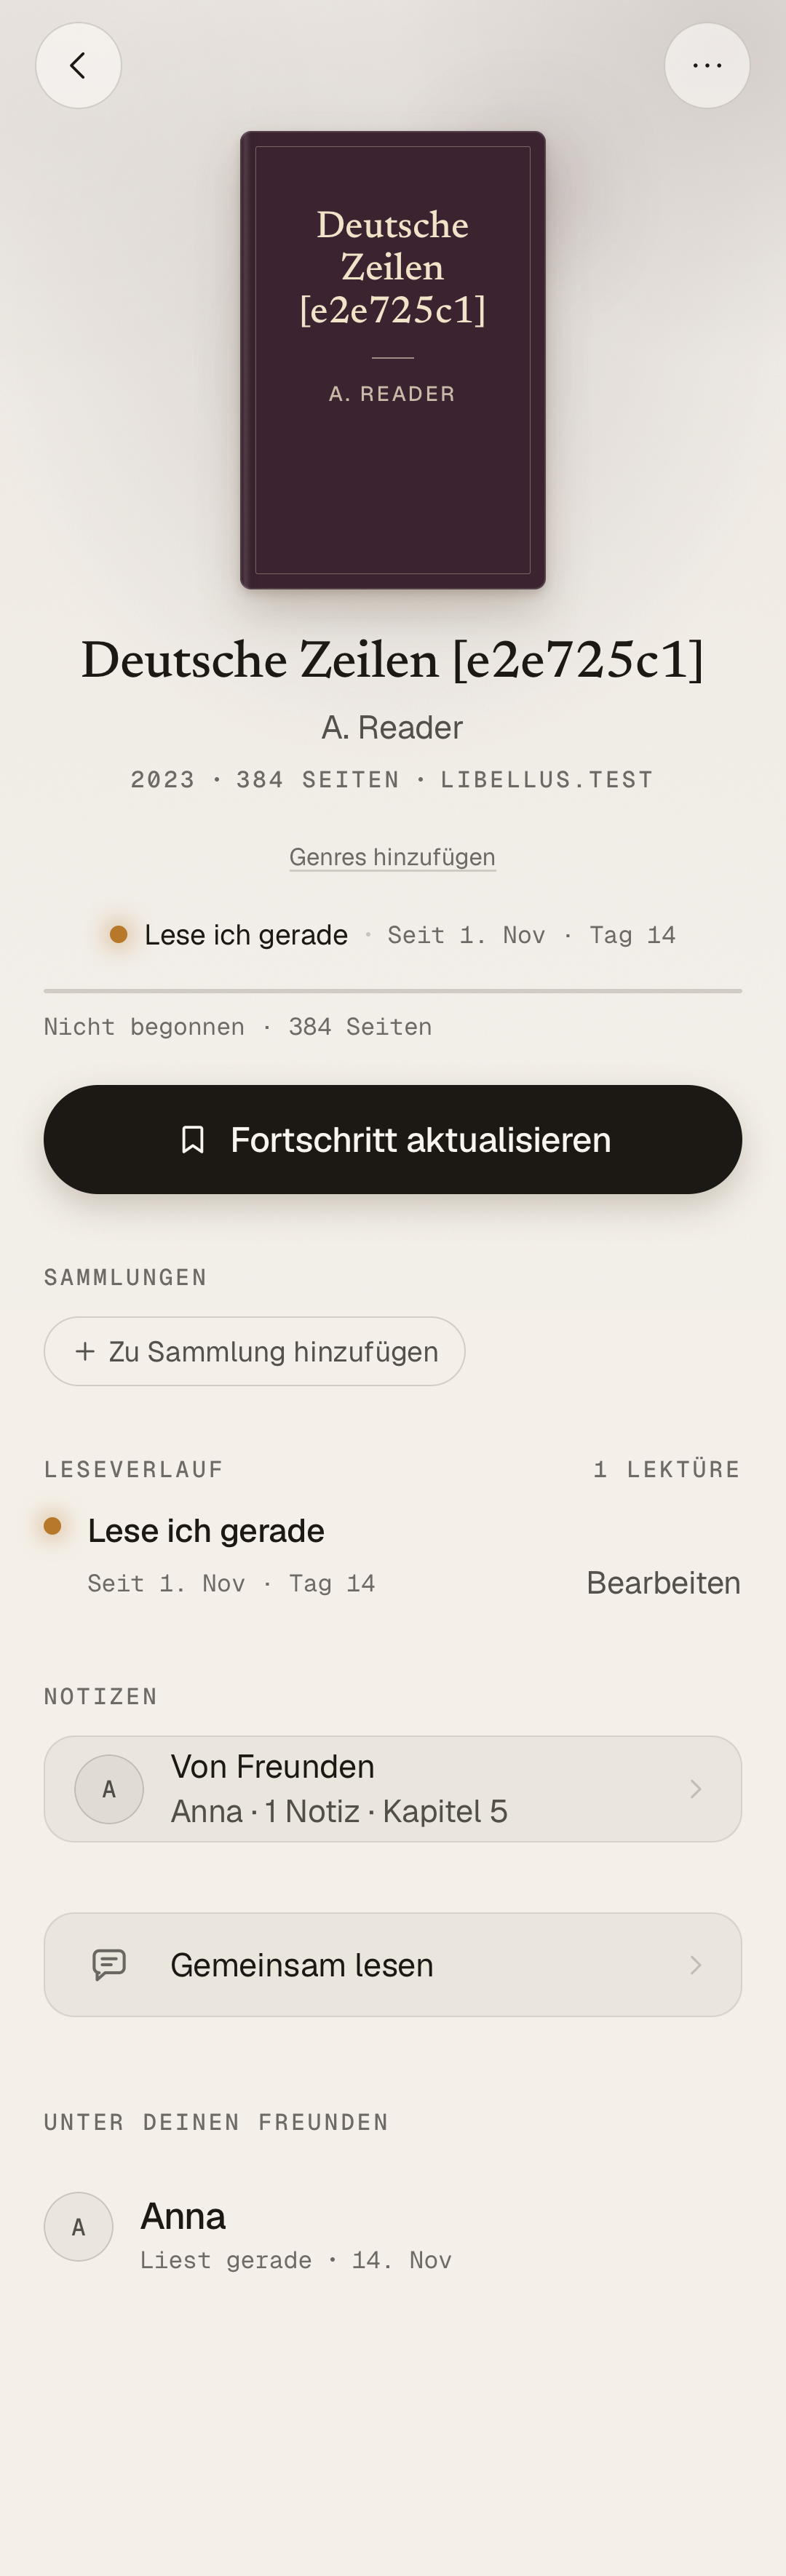 Deutsche
Zeilen
[e2e725c1]
A. READER
Deutsche Zeilen [e2e725c1]
A. Reader
2023 · 384 SEITEN · LIBELLUS.TEST
Genres hinzufügen
Lese ich gerade · Seit 1. Nov · Tag 14
Nicht begonnen · 384 Seiten
Fortschritt aktualisieren
SAMMLUNGEN
+ Zu Sammlung hinzufügen
LESEVERLAUF 1 LEKTÜRE
Lese ich gerade
Seit 1. Nov · Tag 14 Bearbeiten
NOTIZEN
A Von Freunden
Anna · 1 Notiz · Kapitel 5
Gemeinsam lesen
UNTER DEINEN FREUNDEN
A Anna
Liest gerade · 14. Nov